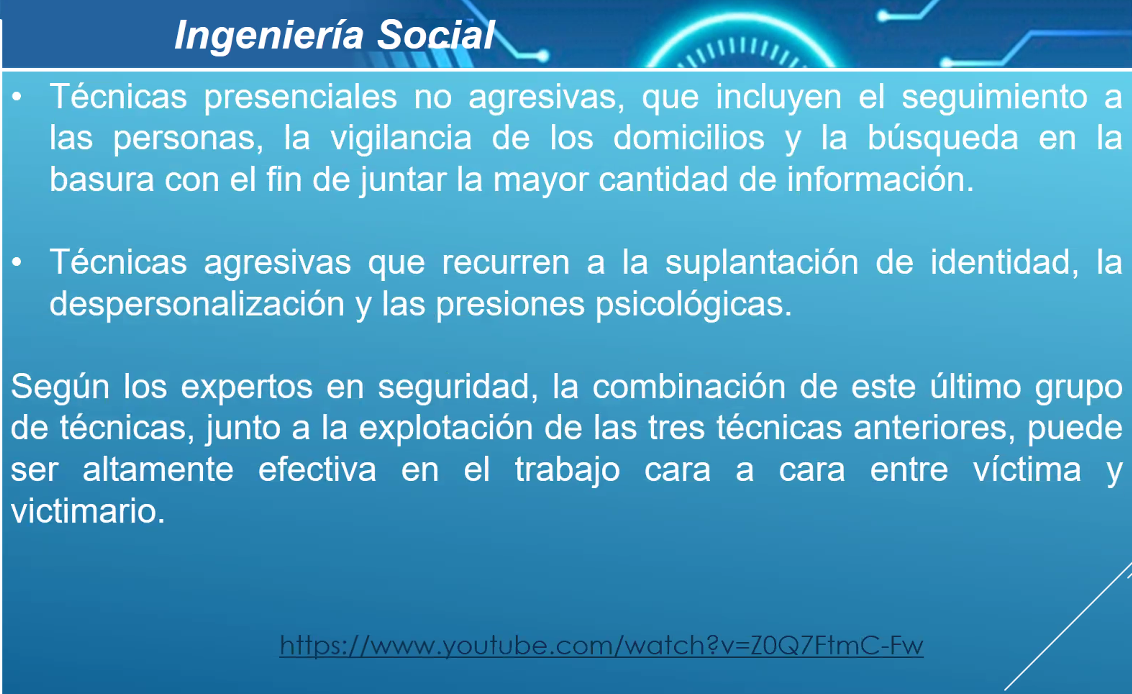 Ingeniería Social
• Técnicas presenciales no agresivas, que incluyen el seguimiento a
las personas, la vigilancia de los domicilios y la búsqueda en la
basura con el fin de juntar la mayor cantidad de información.
• Técnicas agresivas que recurren a la suplantación de identidad, la
despersonalización y las presiones psicológicas.
Según los expertos en seguridad, la combinación de este último grupo
de técnicas, junto a la explotación de las tres técnicas anteriores, puede
ser altamente efectiva en el trabajo cara a cara entre víctima y
victimario.
https://www.youtube.com/watch?v=Z0Q7FtmC-Fw